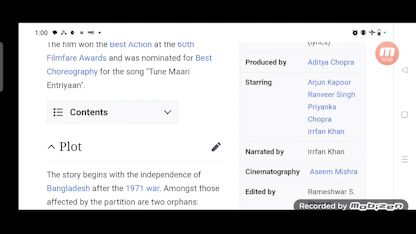 1:00
The film won the Best Action at the 60th
Filmfare Awards and was nominated for Best
Choreography for the song "Tune Maari
Entriyaan".
Contents
Plot
The story begins with the independence of
Bangladesh after the 1971 war. Amongst those
affected by the partition are two orphans:
(lyrics)
Produced by Aditya Chopra
Starring Arjun Kapoor
Ranveer Singh
Priyanka
Chopra
Irrfan Khan
Narrated by Irrfan Khan
Cinematography Aseem Mishra
Edited by Rameshwar S.
Recorded by Mobizen